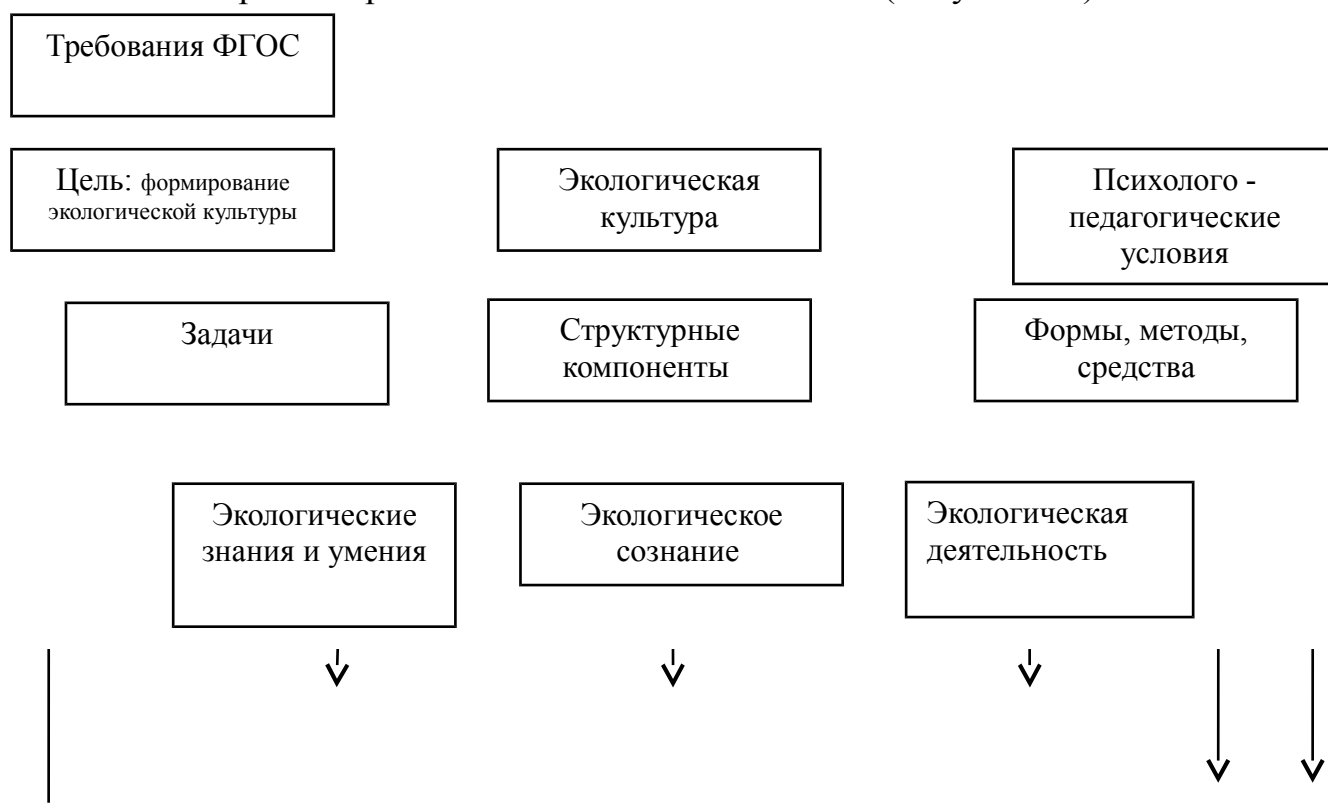 Требования ФГОС
Цель: формирование
экологической культуры
Экологическая
культура
Психолого -
педагогические
условия
Задачи
Структурные
компоненты
Формы, методы,
средства
Экологические
знания и умения
Экологическое
сознание
Экологическая
деятельность